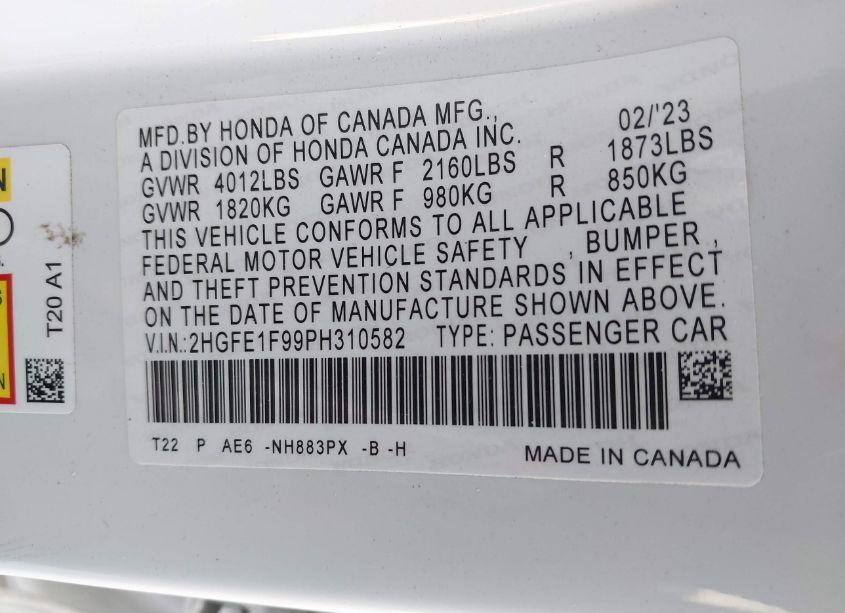 MFD.BY HONDA OF CANADA MFG., 02/'23
A DIVISION OF HONDA CANADA INC.
GVWR 4012LBS GAWR F 2160LBS R 1873LBS
GVWR 1820KG GAWR F 980KG R 850KG
THIS VEHICLE CONFORMS TO ALL APPLICABLE
FEDERAL MOTOR VEHICLE SAFETY , BUMPER ,
AND THEFT PREVENTION STANDARDS IN EFFECT
ON THE DATE OF MANUFACTURE SHOWN ABOVE.
V.I.N.:2HGFE1F99PH310582 TYPE: PASSENGER CAR
T22 P AE6 -NH883PX -B -H
MADE IN CANADA
T20 A1